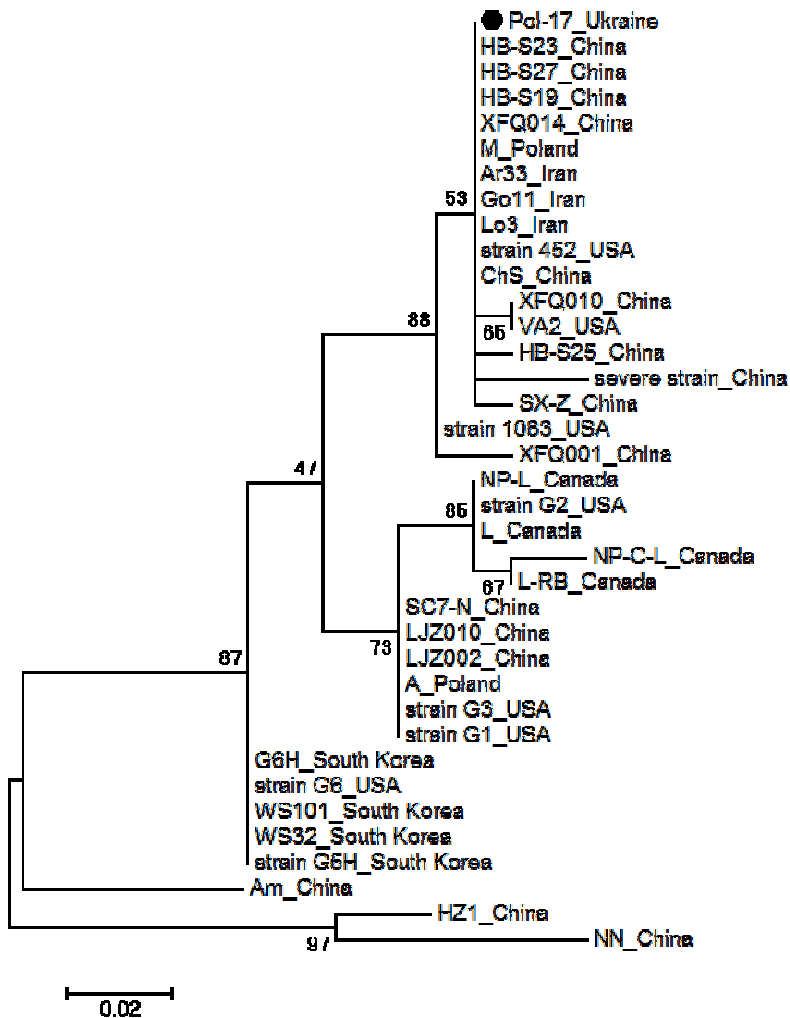 Pol-17_Ukraine
HB-S23_China
HB-S27_China
HB-S19_China
XFQ014_China
M_Poland
Ar33_Iran
53
Go11_Iran
Lo3_Iran
strain 452_USA
ChS_China
XFQ010_China
88
65
VA2_USA
HB-S25_China
severe strain_China
SX-Z_China
strain 1083_USA
XFQ001_China
47
NP-L_Canada
85
strain G2_USA
L_Canada
NP-C-L_Canada
67
L-RB_Canada
SC7-N_China
LJZ010_China
73
LJZ002_China
87
A_Poland
strain G3_USA
strain G1_USA
G6H_South Korea
strain G6_USA
WS101_South Korea
WS32_South Korea
strain G5H_South Korea
Am_China
HZ1_China
97
NN_China
0.02